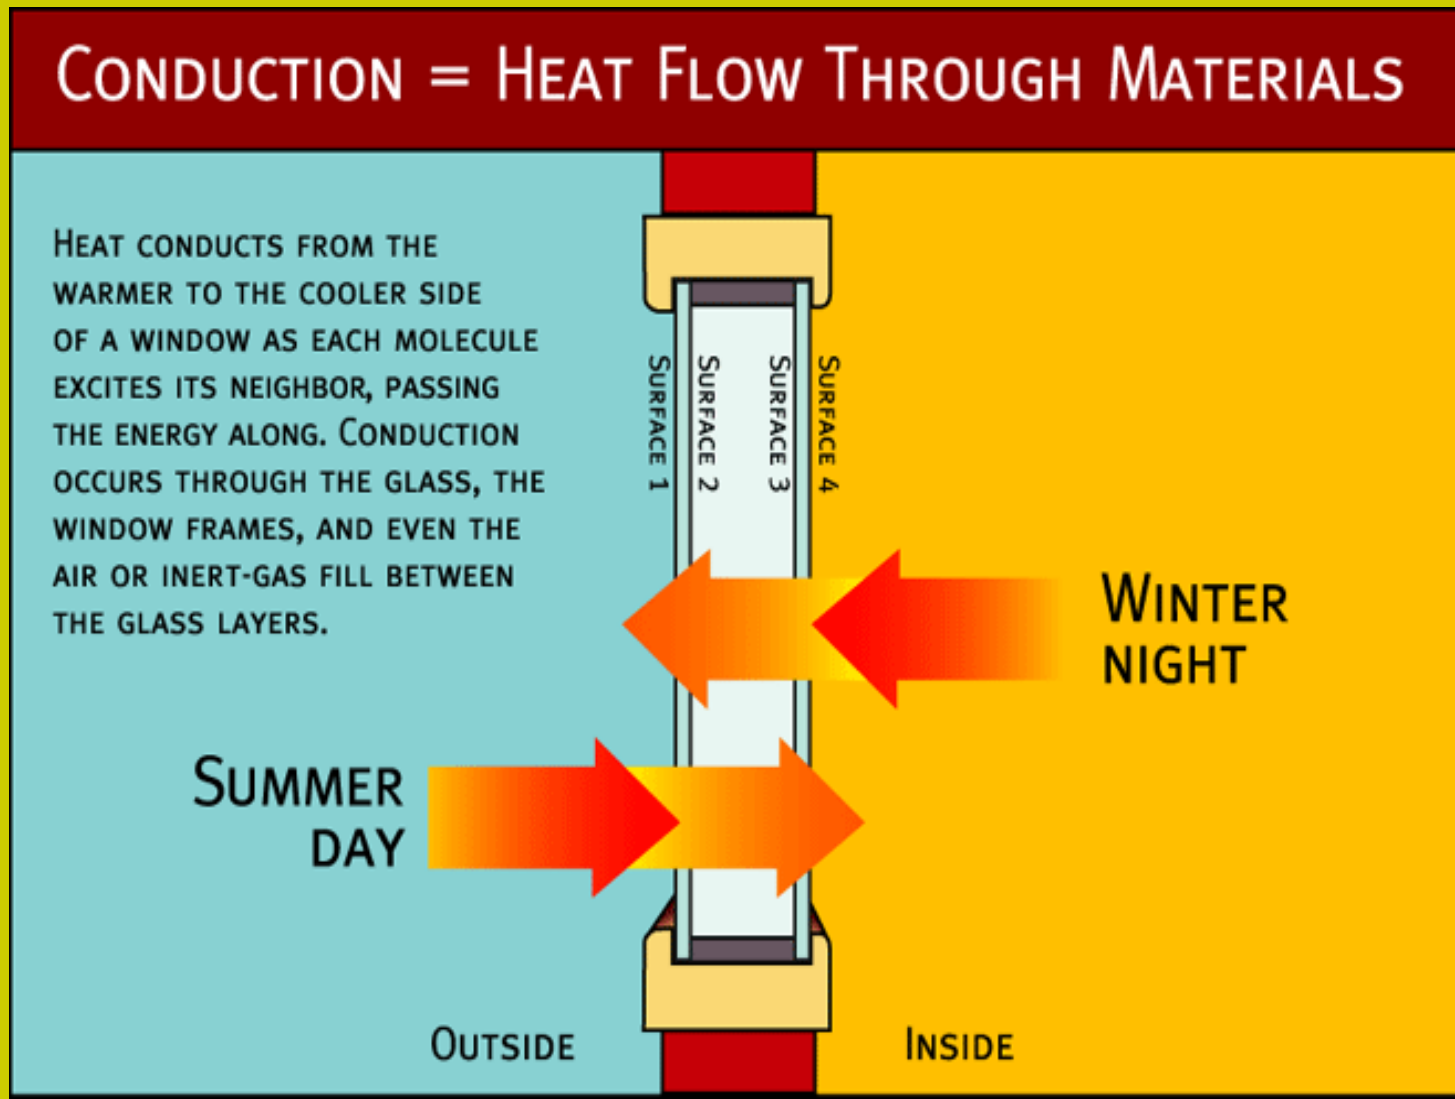 CONDUCTION = HEAT FLOW THROUGH MATERIALS
HEAT CONDUCTS FROM THE
WARMER TO THE COOLER SIDE
OF A WINDOW AS EACH MOLECULE
EXCITES ITS NEIGHBOR, PASSING
THE ENERGY ALONG. CONDUCTION
OCCURS THROUGH THE GLASS, THE
WINDOW FRAMES, AND EVEN THE
AIR OR INERT-GAS FILL BETWEEN
THE GLASS LAYERS.
SURFACE 1
SURFACE 2
SURFACE 3
SURFACE 4
WINTER
NIGHT
SUMMER
DAY
OUTSIDE
INSIDE